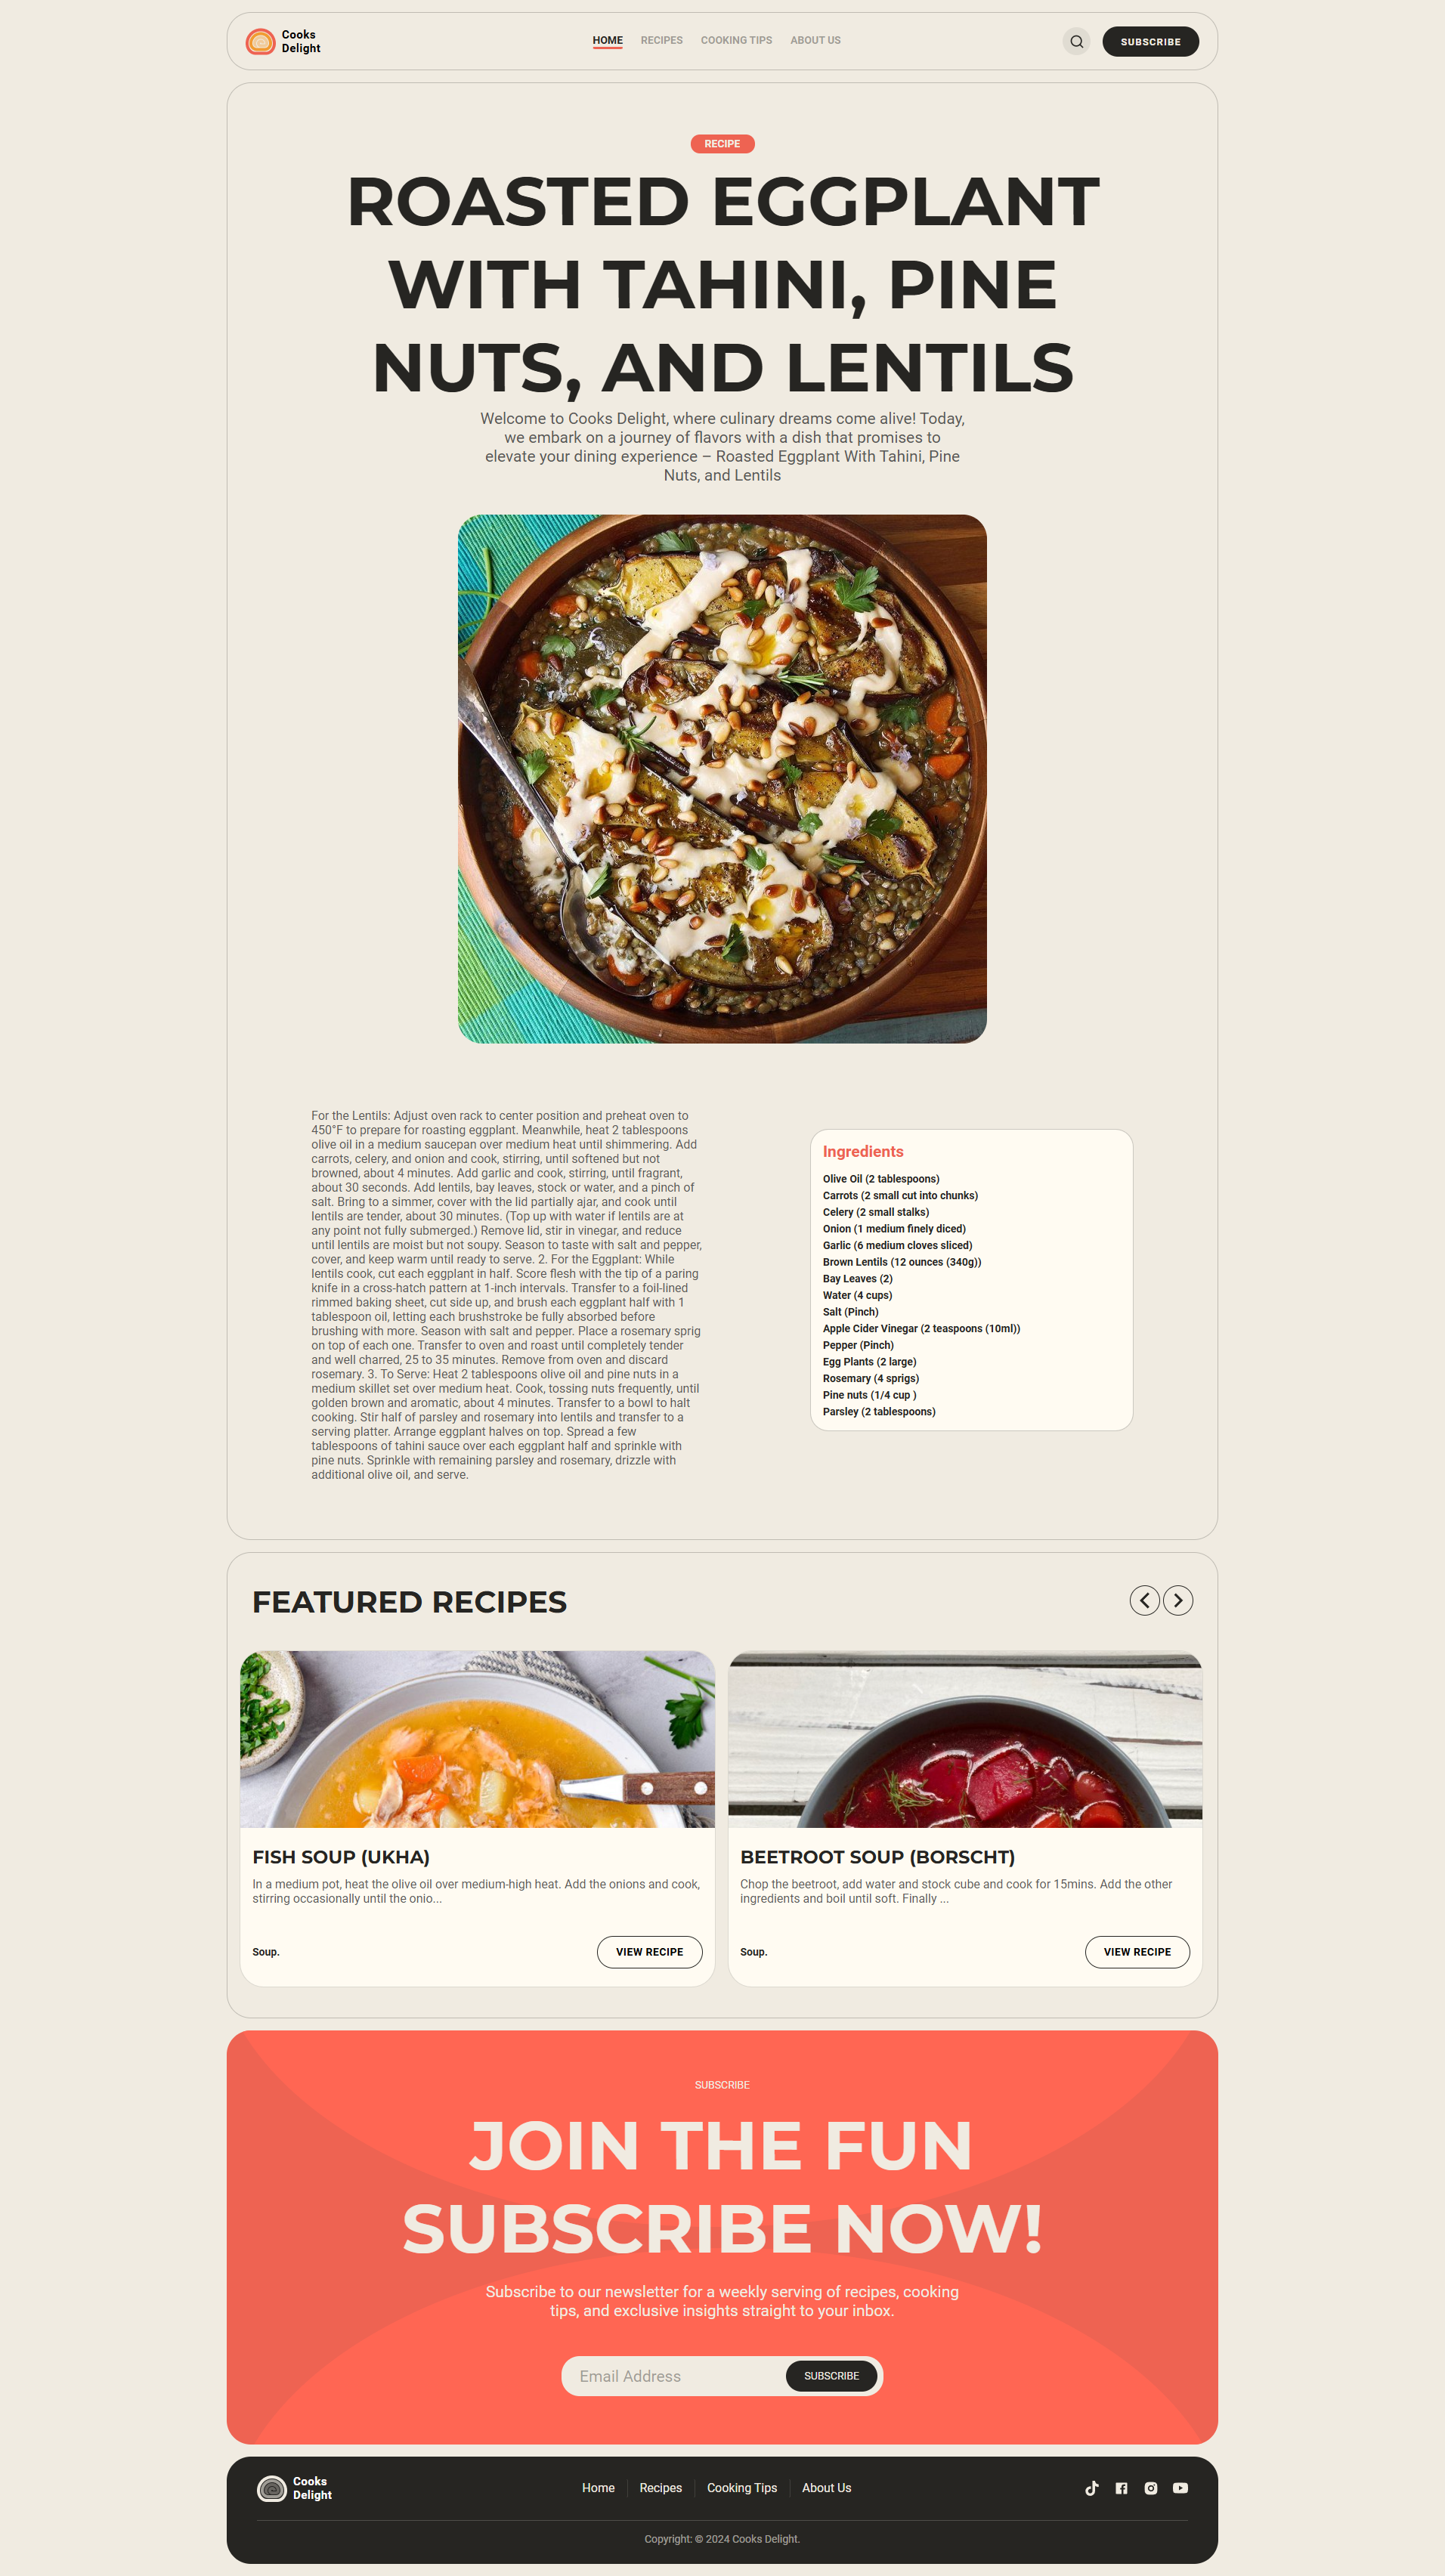 Cooks
Delight
HOME
RECIPES
COOKING TIPS
ABOUT US
SUBSCRIBE
RECIPE
ROASTED EGGPLANT
WITH TAHINI, PINE
NUTS, AND LENTILS
Welcome to Cooks Delight, where culinary dreams come alive! Today,
we embark on a journey of flavors with a dish that promises to
elevate your dining experience – Roasted Eggplant With Tahini, Pine
Nuts, and Lentils
For the Lentils: Adjust oven rack to center position and preheat oven to
450°F to prepare for roasting eggplant. Meanwhile, heat 2 tablespoons
olive oil in a medium saucepan over medium heat until shimmering. Add
carrots, celery, and onion and cook, stirring, until softened but not
browned, about 4 minutes. Add garlic and cook, stirring, until fragrant,
about 30 seconds. Add lentils, bay leaves, stock or water, and a pinch of
salt. Bring to a simmer, cover with the lid partially ajar, and cook until
lentils are tender, about 30 minutes. (Top up with water if lentils are at
any point not fully submerged.) Remove lid, stir in vinegar, and reduce
until lentils are moist but not soupy. Season to taste with salt and pepper,
cover, and keep warm until ready to serve. 2. For the Eggplant: While
lentils cook, cut each eggplant in half. Score flesh with the tip of a paring
knife in a cross-hatch pattern at 1-inch intervals. Transfer to a foil-lined
rimmed baking sheet, cut side up, and brush each eggplant half with 1
tablespoon oil, letting each brushstroke be fully absorbed before
brushing with more. Season with salt and pepper. Place a rosemary sprig
on top of each one. Transfer to oven and roast until completely tender
and well charred, 25 to 35 minutes. Remove from oven and discard
rosemary. 3. To Serve: Heat 2 tablespoons olive oil and pine nuts in a
medium skillet set over medium heat. Cook, tossing nuts frequently, until
golden brown and aromatic, about 4 minutes. Transfer to a bowl to halt
cooking. Stir half of parsley and rosemary into lentils and transfer to a
serving platter. Arrange eggplant halves on top. Spread a few
tablespoons of tahini sauce over each eggplant half and sprinkle with
pine nuts. Sprinkle with remaining parsley and rosemary, drizzle with
additional olive oil, and serve.
Ingredients
Olive Oil (2 tablespoons)
Carrots (2 small cut into chunks)
Celery (2 small stalks)
Onion (1 medium finely diced)
Garlic (6 medium cloves sliced)
Brown Lentils (12 ounces (340g))
Bay Leaves (2)
Water (4 cups)
Salt (Pinch)
Apple Cider Vinegar (2 teaspoons (10ml))
Pepper (Pinch)
Egg Plants (2 large)
Rosemary (4 sprigs)
Pine nuts (1/4 cup )
Parsley (2 tablespoons)
FEATURED RECIPES
FISH SOUP (UKHA)
In a medium pot, heat the olive oil over medium-high heat. Add the onions and cook,
stirring occasionally until the onio...
Soup.
VIEW RECIPE
BEETROOT SOUP (BORSCHT)
Chop the beetroot, add water and stock cube and cook for 15mins. Add the other
ingredients and boil until soft. Finally ...
Soup.
VIEW RECIPE
SUBSCRIBE
JOIN THE FUN
SUBSCRIBE NOW!
Subscribe to our newsletter for a weekly serving of recipes, cooking
tips, and exclusive insights straight to your inbox.
Email Address
SUBSCRIBE
Cooks
Delight
Home
Recipes
Cooking Tips
About Us
Copyright: © 2024 Cooks Delight.